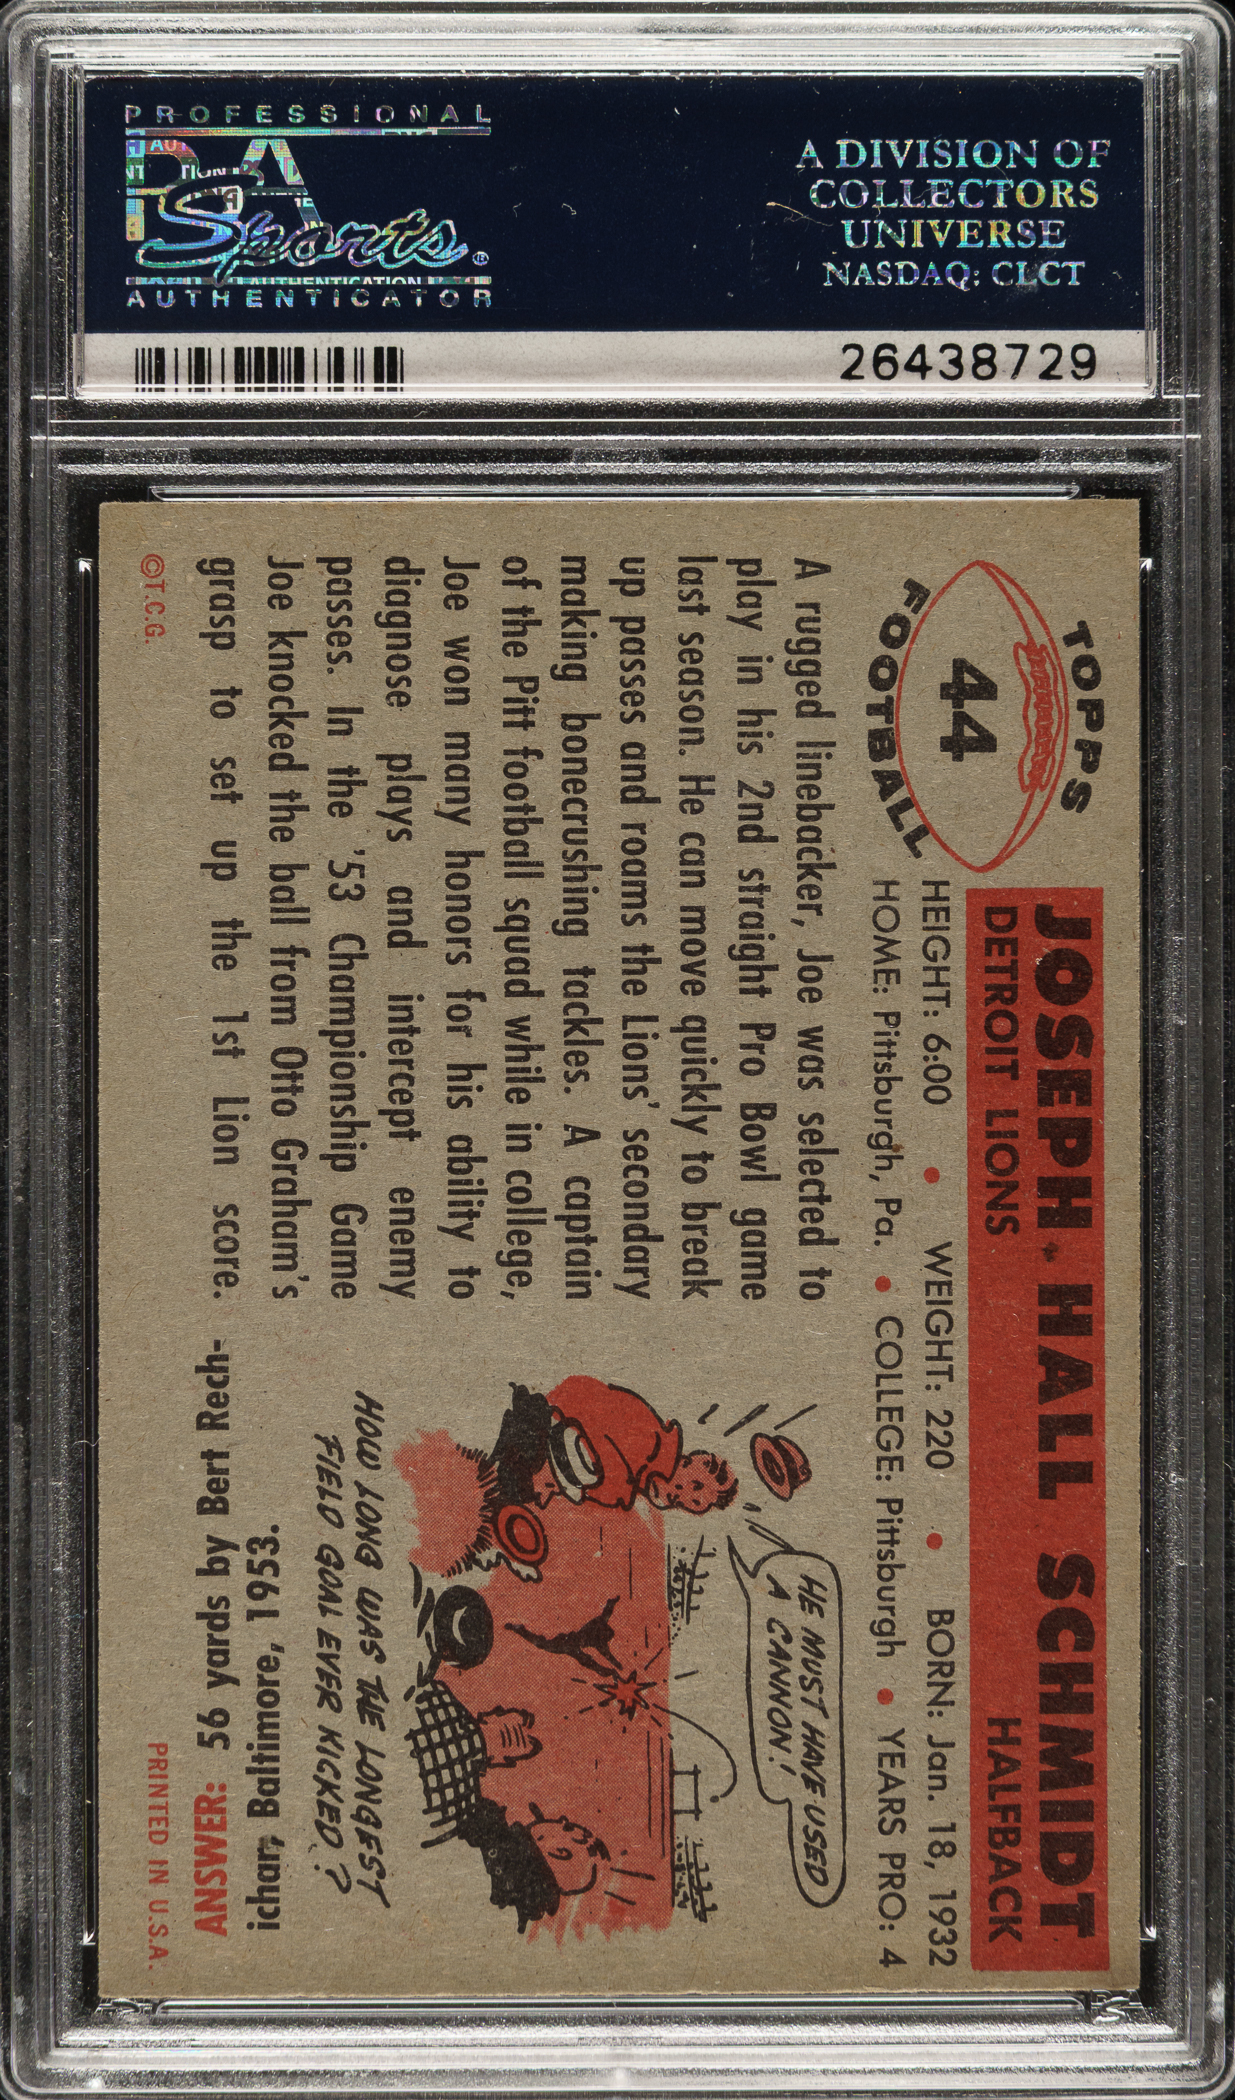 PROFESSIONAL
PSA
Sports
AUTHENTICATOR
A DIVISION OF
COLLECTORS
UNIVERSE
NASDAQ: CLCT
26438729
TOPPS
44
FOOTBALL
JOSEPH • HALL SCHMIDT
DETROIT LIONS HALFBACK
HEIGHT: 6:00 • WEIGHT: 220 • BORN: Jan. 18, 1932
HOME: Pittsburgh, Pa. • COLLEGE: Pittsburgh • YEARS PRO: 4
A rugged linebacker, Joe was selected to
play in his 2nd straight Pro Bowl game
last season. He can move quickly to break
up passes and roams the Lions' secondary
making bonecrushing tackles. A captain
of the Pitt football squad while in college,
Joe won many honors for his ability to
diagnose plays and intercept enemy
passes. In the '53 Championship Game
Joe knocked the ball from Otto Graham's
grasp to set up the 1st Lion score.
©T.C.G.
HE MUST HAVE USED
A CANNON!
HOW LONG WAS THE LONGEST
FIELD GOAL EVER KICKED?
ANSWER: 56 yards by Bert Rech-
ichar, Baltimore, 1953.
PRINTED IN U.S.A.